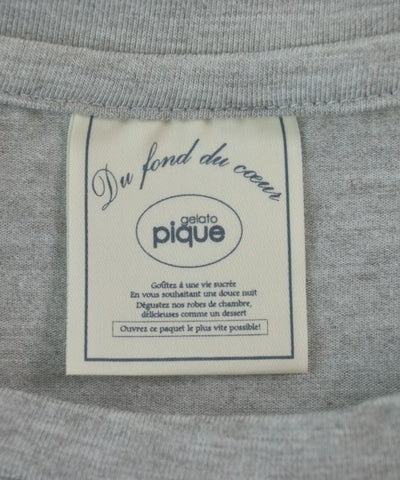 Du fond du cœur
gelato
pique
Goûtez à une vie sucrée
En vous souhaitant une douce nuit
Dégustez nos robes de chambre,
délicieuses comme un dessert
Ouvrez ce paquet le plus vite possible!